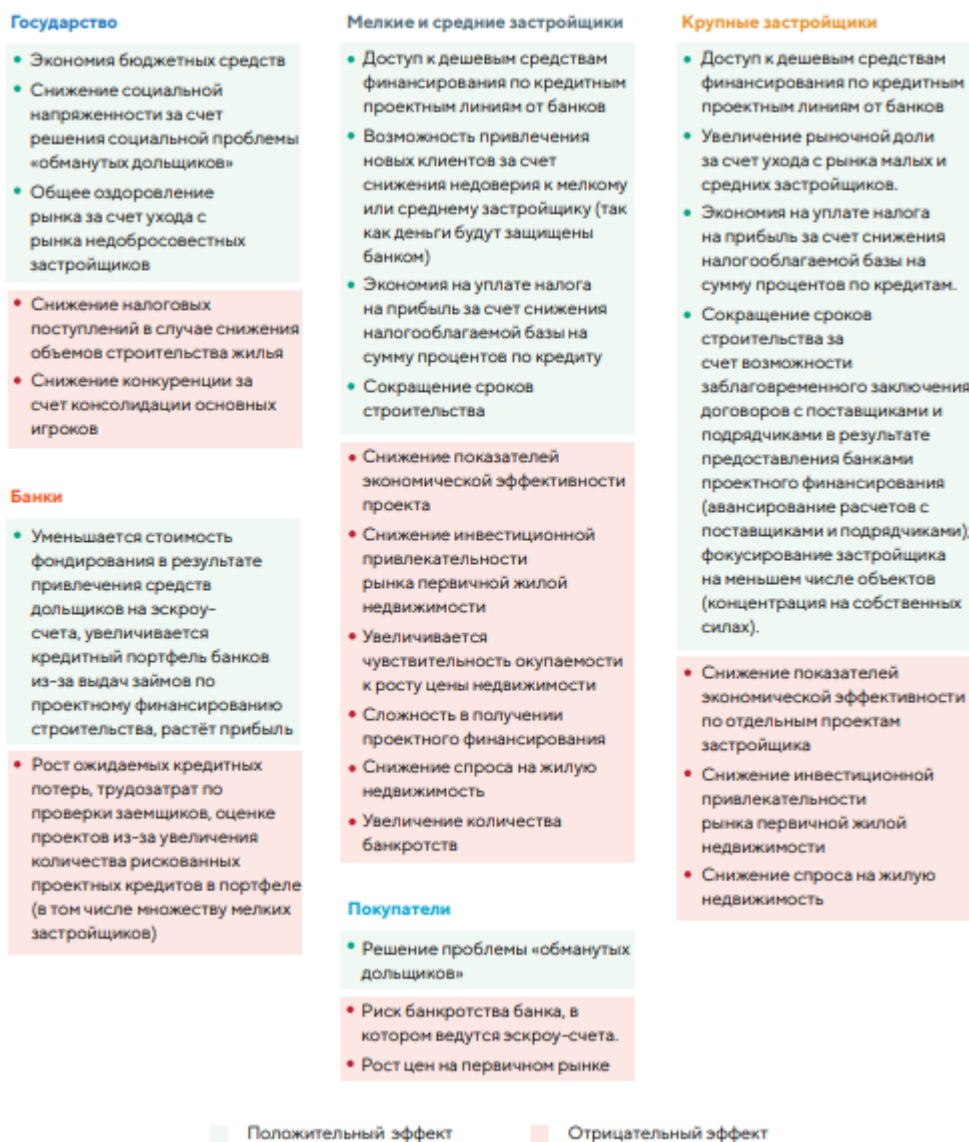 Государство
• Экономия бюджетных средств
• Снижение социальной
напряженности за счет
решения социальной проблемы
«обманутых дольщиков»
• Общее оздоровление
рынка за счет ухода с
рынка недобросовестных
застройщиков
• Снижение налоговых
поступлений в случае снижения
объемов строительства жилья
• Снижение конкуренции за
счет консолидации основных
игроков
Банки
• Уменьшается стоимость
фондирования в результате
привлечения средств
дольщиков на эскроу-
счета, увеличивается
кредитный портфель банков
из-за выдач займов по
проектному финансированию
строительства, растёт прибыль
• Рост ожидаемых кредитных
потерь, трудозатрат по
проверки заемщиков, оценке
проектов из-за увеличения
количества рискованных
проектных кредитов в портфеле
(в том числе множеству мелких
застройщиков)
Мелкие и средние застройщики
• Доступ к дешевым средствам
финансирования по кредитным
проектным линиям от банков
• Возможность привлечения
новых клиентов за счет
снижения недоверия к мелкому
или среднему застройщику (так
как деньги будут защищены
банком)
• Экономия на уплате налога
на прибыль за счет снижения
налогооблагаемой базы на
сумму процентов по кредиту
• Сокращение сроков
строительства
• Снижение показателей
экономической эффективности
проекта
• Снижение инвестиционной
привлекательности
рынка первичной жилой
недвижимости
• Увеличивается
чувствительность окупаемости
к росту цены недвижимости
• Сложность в получении
проектного финансирования
• Снижение спроса на жилую
недвижимость
• Увеличение количества
банкротств
Покупатели
• Решение проблемы «обманутых
дольщиков»
• Риск банкротства банка, в
котором ведутся эскроу-счета.
• Рост цен на первичном рынке
Крупные застройщики
• Доступ к дешевым средствам
финансирования по кредитным
проектным линиям от банков
• Увеличение рыночной доли
за счет ухода с рынка малых и
средних застройщиков.
• Экономия на уплате налога
на прибыль за счет снижения
налогооблагаемой базы на
сумму процентов по кредитам.
• Сокращение сроков
строительства за
счет возможности
заблаговременного заключения
договоров с поставщиками и
подрядчиками в результате
предоставления банками
проектного финансирования
(авансирование расчетов с
поставщиками и подрядчиками);
фокусирование застройщика
на меньшем числе объектов
(концентрация на собственных
силах).
• Снижение показателей
экономической эффективности
по отдельным проектам
застройщика
• Снижение инвестиционной
привлекательности
рынка первичной жилой
недвижимости
• Снижение спроса на жилую
недвижимость
Положительный эффект
Отрицательный эффект